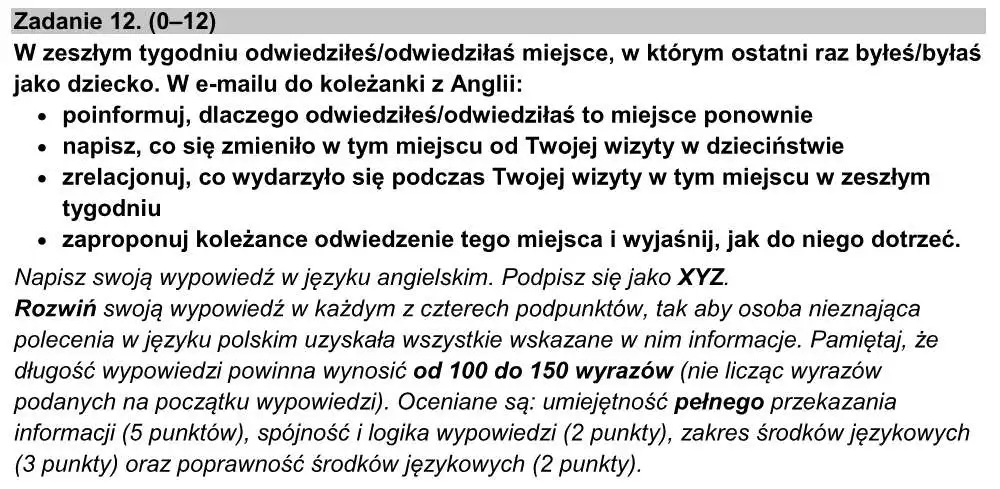 Zadanie 12. (0–12)
W zeszłym tygodniu odwiedziłeś/odwiedziłaś miejsce, w którym ostatni raz byłeś/byłaś
jako dziecko. W e-mailu do koleżanki z Anglii:
• poinformuj, dlaczego odwiedziłeś/odwiedziłaś to miejsce ponownie
• napisz, co się zmieniło w tym miejscu od Twojej wizyty w dzieciństwie
• zrelacjonuj, co wydarzyło się podczas Twojej wizyty w tym miejscu w zeszłym
tygodniu
• zaproponuj koleżance odwiedzenie tego miejsca i wyjaśnij, jak do niego dotrzeć.
Napisz swoją wypowiedź w języku angielskim. Podpisz się jako XYZ.
Rozwiń swoją wypowiedź w każdym z czterech podpunktów, tak aby osoba nieznająca
polecenia w języku polskim uzyskała wszystkie wskazane w nim informacje. Pamiętaj, że
długość wypowiedzi powinna wynosić od 100 do 150 wyrazów (nie licząc wyrazów
podanych na początku wypowiedzi). Oceniane są: umiejętność pełnego przekazania
informacji (5 punktów), spójność i logika wypowiedzi (2 punkty), zakres środków językowych
(3 punkty) oraz poprawność środków językowych (2 punkty).